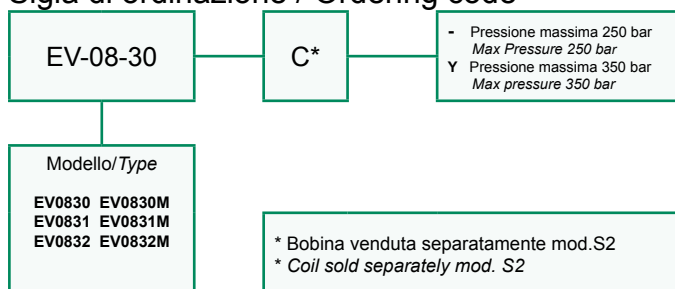 Sigla di ordinazione / Ordering code
EV-08-30
C*
- Pressione massima 250 bar
Max Pressure 250 bar
Y Pressione massima 350 bar
Max pressure 350 bar
Modello/Type
EV0830 EV0830M
EV0831 EV0831M
EV0832 EV0832M
* Bobina venduta separatamente mod.S2
* Coil sold separately mod. S2